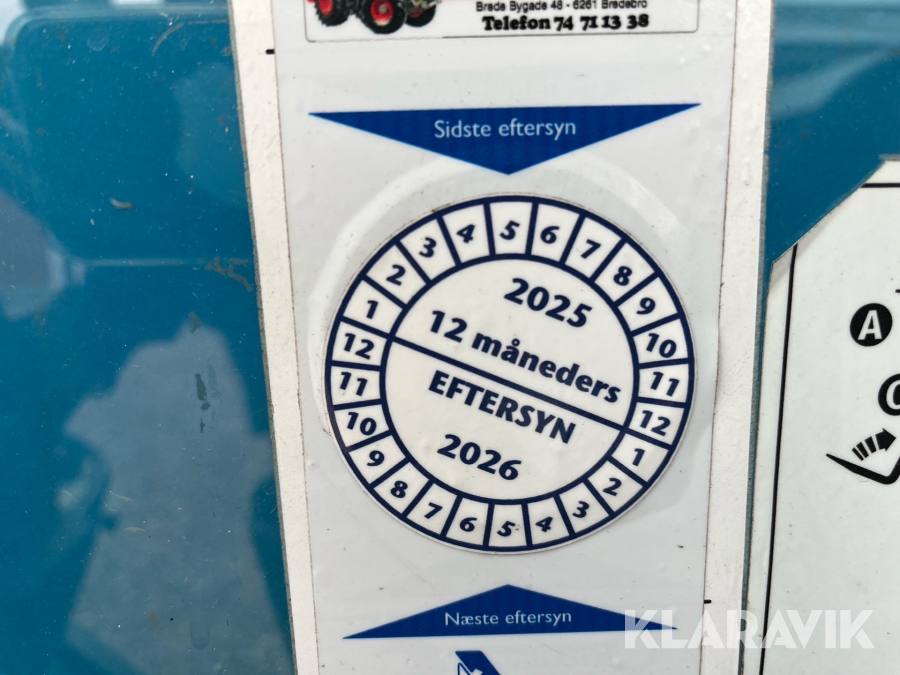 Brede Bygade 48 - 6261 Bredebro
Telefon 74 71 13 38
Sidste eftersyn
1 2 3 4 5 6 7 8 9 10 11 12
2025
12 måneders
EFTERSYN
2026
12 11 10 9 8 7 6 5 4 3 2 1
Næste eftersyn
A
KLARAVIK